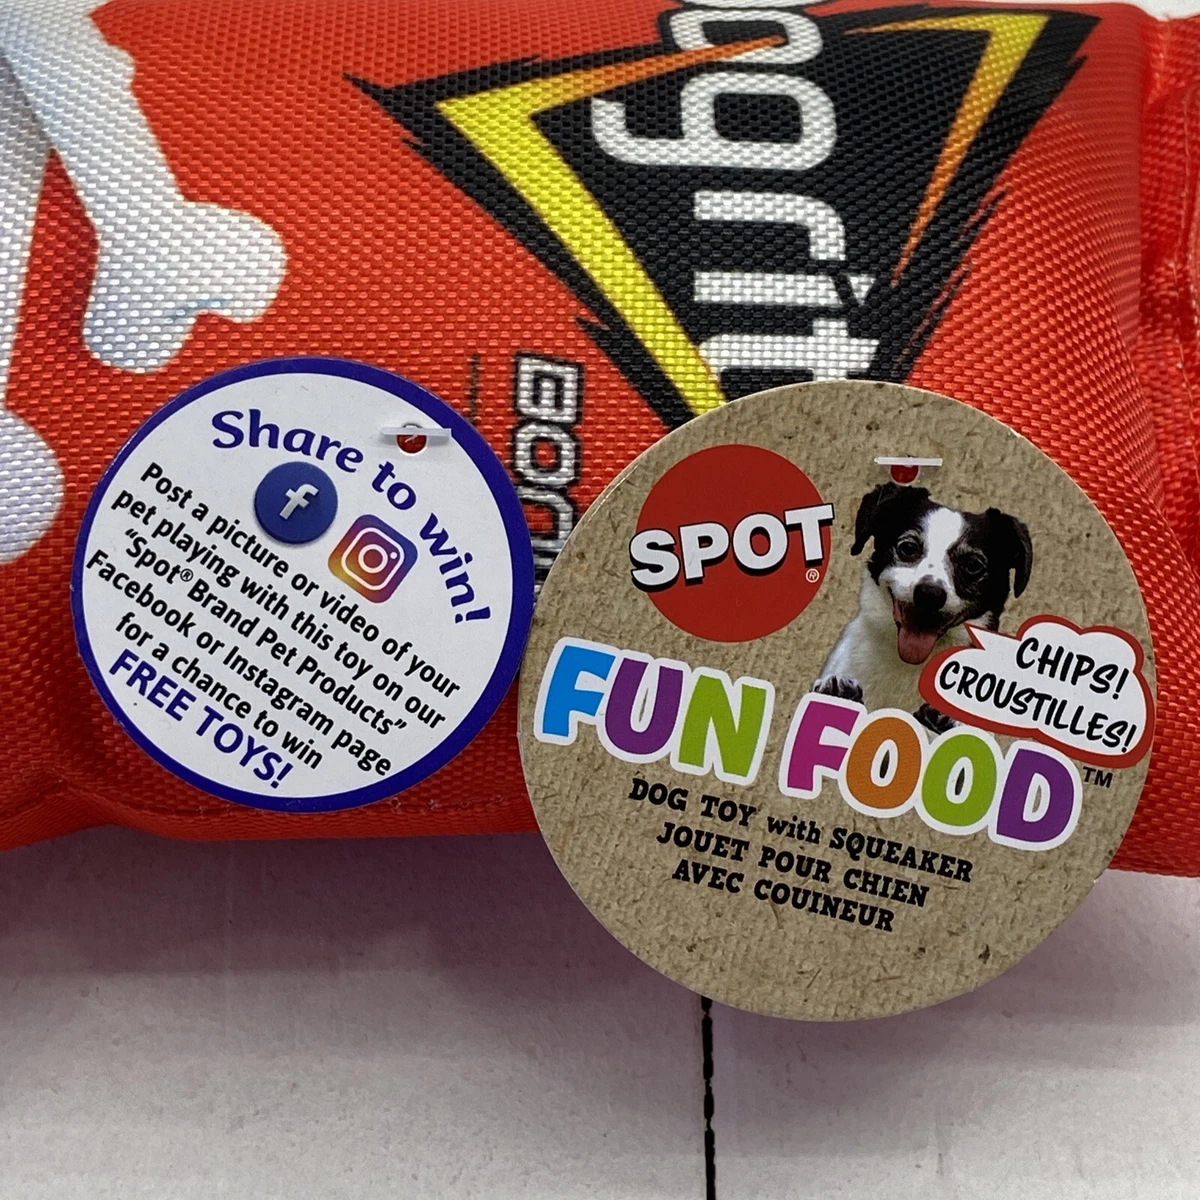 Share to win!
f
Post a picture or video of your
pet playing with this toy on our
“Spot® Brand Pet Products”
Facebook or Instagram page
for a chance to win
FREE TOYS!
SPOT®
CHIPS!
CROUSTILLES!
FUN FOOD™
DOG TOY with SQUEAKER
JOUET POUR CHIEN
AVEC COUINEUR